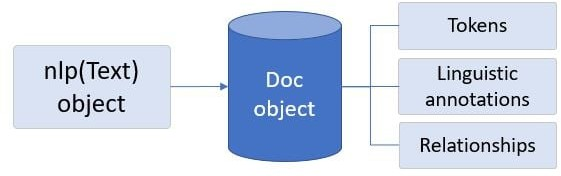 nlp(Text)
object
Doc
object
Tokens
Linguistic
annotations
Relationships